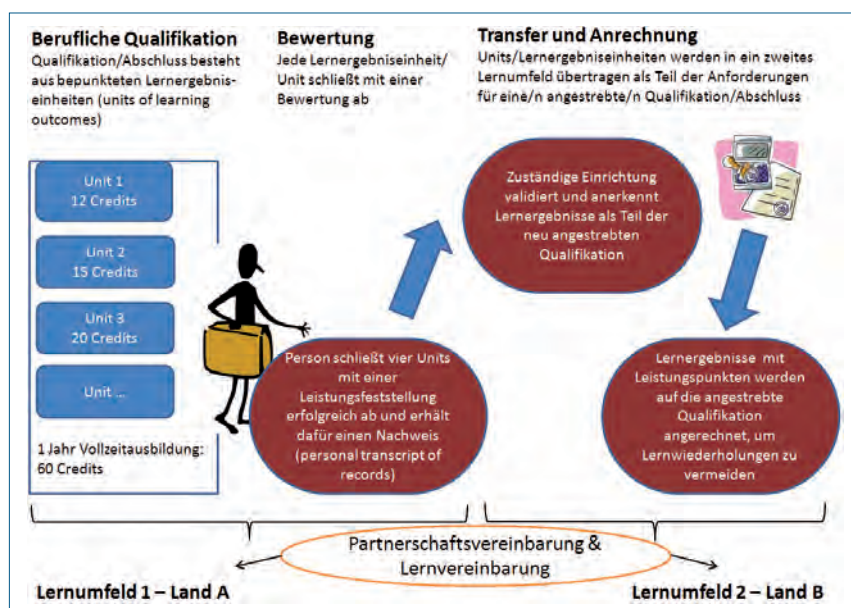 Berufliche Qualifikation
Qualifikation/Abschluss besteht
aus bepunkteten Lernergebnis-
einheiten (units of learning
outcomes)
Bewertung
Jede Lernergebniseinheit/
Unit schließt mit einer
Bewertung ab
Transfer und Anrechnung
Units/Lernergebniseinheiten werden in ein zweites
Lernumfeld übertragen als Teil der Anforderungen
für eine/n angestrebte/n Qualifikation/Abschluss
Unit 1
12 Credits
Unit 2
15 Credits
Unit 3
20 Credits
Unit ...
1 Jahr Vollzeitausbildung:
60 Credits
Person schließt vier Units
mit einer
Leistungsfeststellung
erfolgreich ab und erhält
dafür einen Nachweis
(personal transcript of
records)
Zuständige Einrichtung
validiert und anerkennt
Lernergebnisse als Teil der
neu angestrebten
Qualifikation
Lernergebnisse mit
Leistungspunkten werden
auf die angestrebte
Qualifikation
angerechnet, um
Lernwiederholungen zu
vermeiden
Partnerschaftsvereinbarung &
Lernvereinbarung
Lernumfeld 1 – Land A
Lernumfeld 2 – Land B